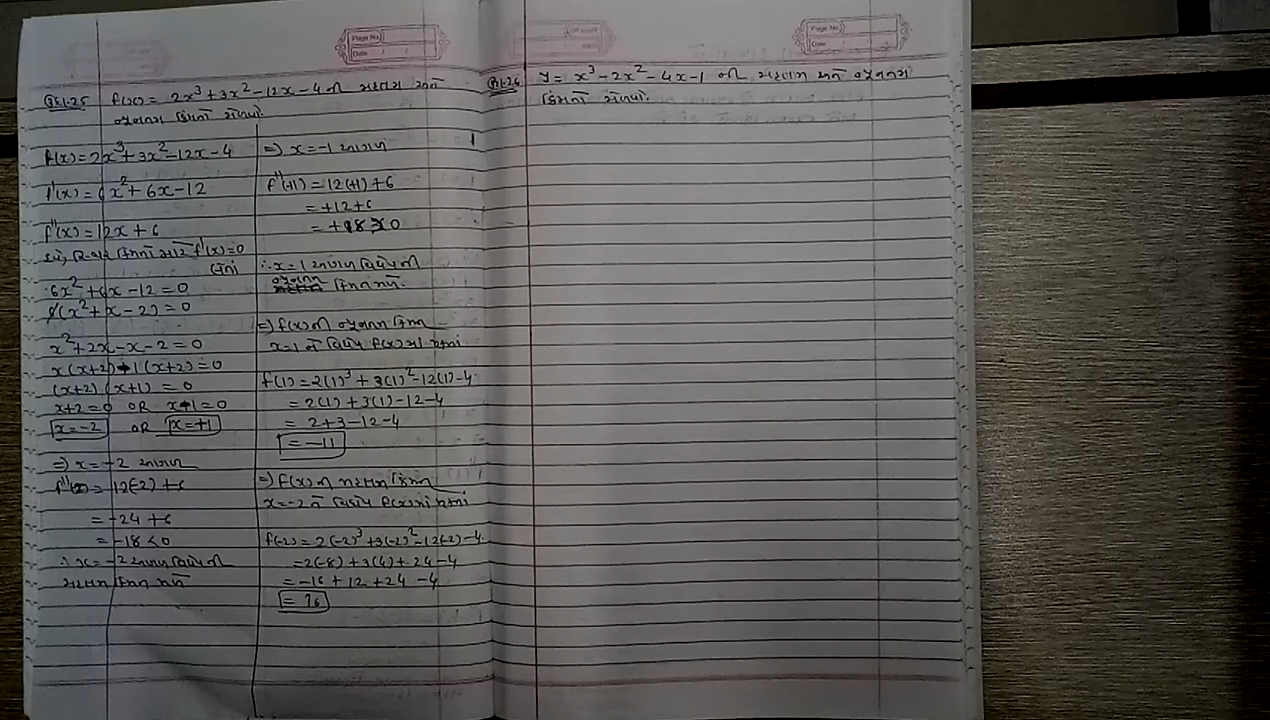 Page No.
Date / /
દા.1.25 f(x) = 2x³ + 3x² - 12x - 4 ની મહત્તમ અને
ન્યુનતમ કિંમતો શોધો.
f(x) = 2x³ + 3x² - 12x - 4
f'(x) = 6x² + 6x - 12
f''(x) = 12x + 6
f'(x) = 0
6x² + 6x - 12 = 0
6(x² + x - 2) = 0
x² + 2x - x - 2 = 0
x(x+2) - 1(x+2) = 0
(x+2) (x-1) = 0
x+2 = 0 OR x-1 = 0
x = -2 OR x = +1
⇒ x = -2 આગળ
f''(-2) = 12(-2) + 6
= -24 + 6
= -18 < 0
∴ x = -2 આગળ વિધેયની
મહત્તમ કિંમત મળે
⇒ x = -1 આગળ
f''(+1) = 12(+1) + 6
= +12 + 6
= +18 > 0
∴ x = 1 આગળ વિધેયની
ન્યુનતમ કિંમત મળે.
⇒ f(x) ની ન્યુનતમ કિંમત
x = 1 ને વિધેય f(x) માં મુકતાં
f(1) = 2(1)³ + 3(1)² - 12(1) - 4
= 2(1) + 3(1) - 12 - 4
= 2 + 3 - 12 - 4
= -11
⇒ f(x) ની મહત્તમ કિંમત
x = -2 ને વિધેય f(x) માં મુકતાં
f(-2) = 2(-2)³ + 3(-2)² - 12(-2) - 4
= 2(-8) + 3(4) + 24 - 4
= -16 + 12 + 24 - 4
= 16
Page No.
Date / /
દા.1.26 y = x³ - 2x² - 4x - 1 ની મહત્તમ અને ન્યુનતમ
કિંમતો શોધો.